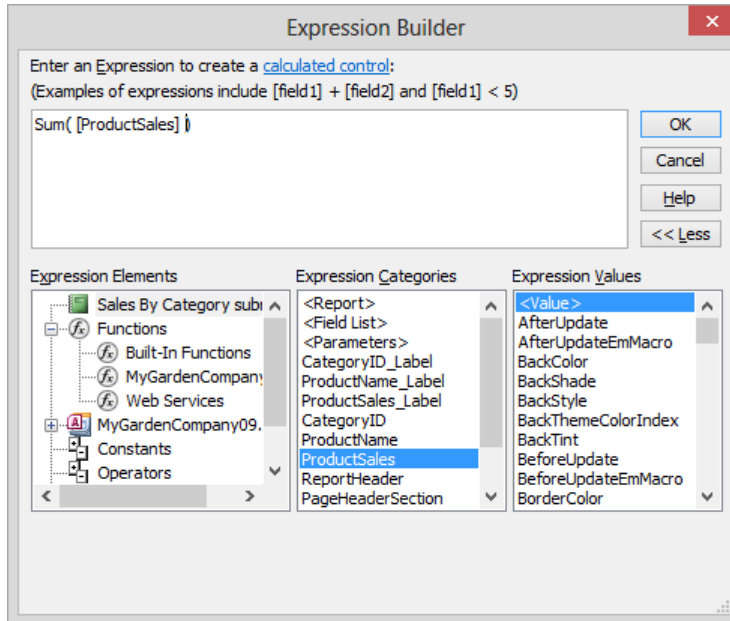 Expression Builder
Enter an Expression to create a calculated control:
(Examples of expressions include [field1] + [field2] and [field1] < 5)
Sum( [ProductSales] )
OK
Cancel
Help
<< Less
Expression Elements
Sales By Category subr
Functions
Built-In Functions
MyGardenCompany
Web Services
MyGardenCompany09.
Constants
Operators
Expression Categories
<Report>
<Field List>
<Parameters>
CategoryID_Label
ProductName_Label
ProductSales_Label
CategoryID
ProductName
ProductSales
ReportHeader
PageHeaderSection
Expression Values
<Value>
AfterUpdate
AfterUpdateEmMacro
BackColor
BackShade
BackStyle
BackThemeColorIndex
BackTint
BeforeUpdate
BeforeUpdateEmMacro
BorderColor